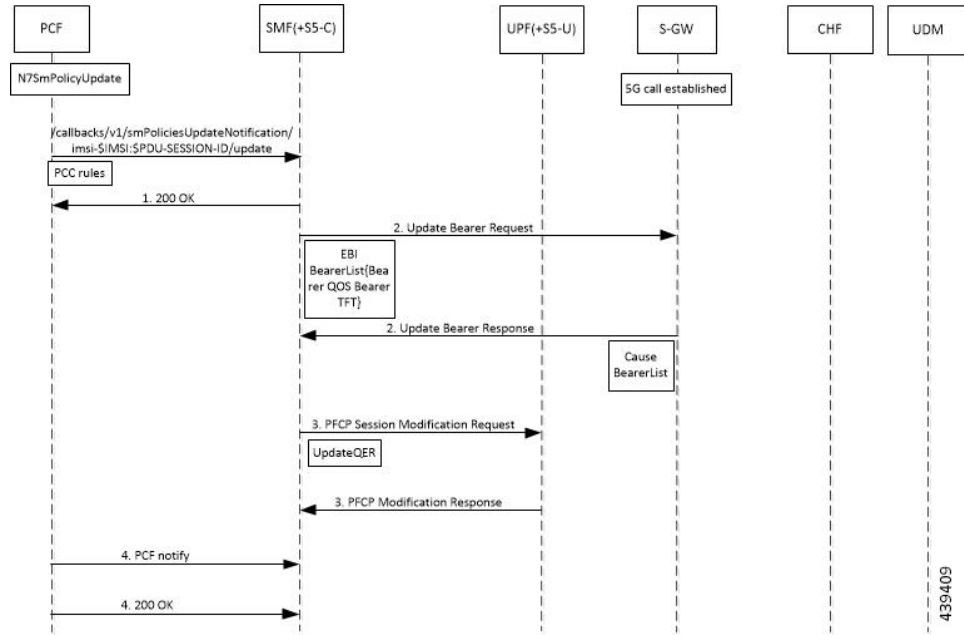 PCF
SMF(+S5-C)
UPF(+S5-U)
S-GW
CHF
UDM
N7SmPolicyUpdate
5G call established
/callbacks/v1/smPoliciesUpdateNotification/
imsi-$IMSI:$PDU-SESSION-ID/update
PCC rules
1. 200 OK
2. Update Bearer Request
EBI
BearerList{Bea
rer QOS Bearer
TFT}
2. Update Bearer Response
Cause
BearerList
3. PFCP Session Modification Request
UpdateQER
3. PFCP Modification Response
4. PCF notify
4. 200 OK
439409